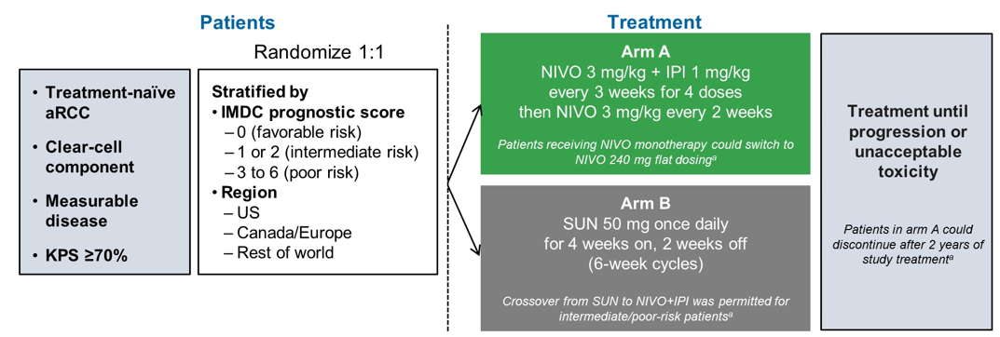 Patients
Randomize 1:1
• Treatment-naïve
aRCC
• Clear-cell
component
• Measurable
disease
• KPS ≥70%
Stratified by
• IMDC prognostic score
– 0 (favorable risk)
– 1 or 2 (intermediate risk)
– 3 to 6 (poor risk)
• Region
– US
– Canada/Europe
– Rest of world
Treatment
Arm A
NIVO 3 mg/kg + IPI 1 mg/kg
every 3 weeks for 4 doses
then NIVO 3 mg/kg every 2 weeks
Patients receiving NIVO monotherapy could switch to
NIVO 240 mg flat dosingᵃ
Arm B
SUN 50 mg once daily
for 4 weeks on, 2 weeks off
(6-week cycles)
Crossover from SUN to NIVO+IPI was permitted for
intermediate/poor-risk patientsᵃ
Treatment until
progression or
unacceptable
toxicity
Patients in arm A could
discontinue after 2 years of
study treatmentᵃ